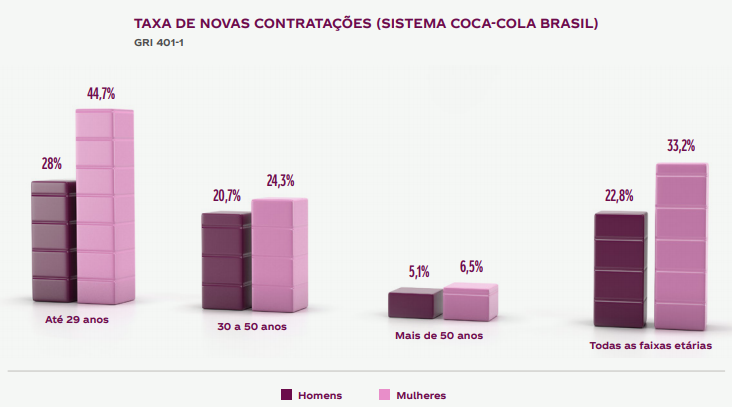 TAXA DE NOVAS CONTRATAÇÕES (SISTEMA COCA-COLA BRASIL)
GRI 401-1
28%
44,7%
Até 29 anos
20,7%
24,3%
30 a 50 anos
5,1%
6,5%
Mais de 50 anos
22,8%
33,2%
Todas as faixas etárias
Homens
Mulheres